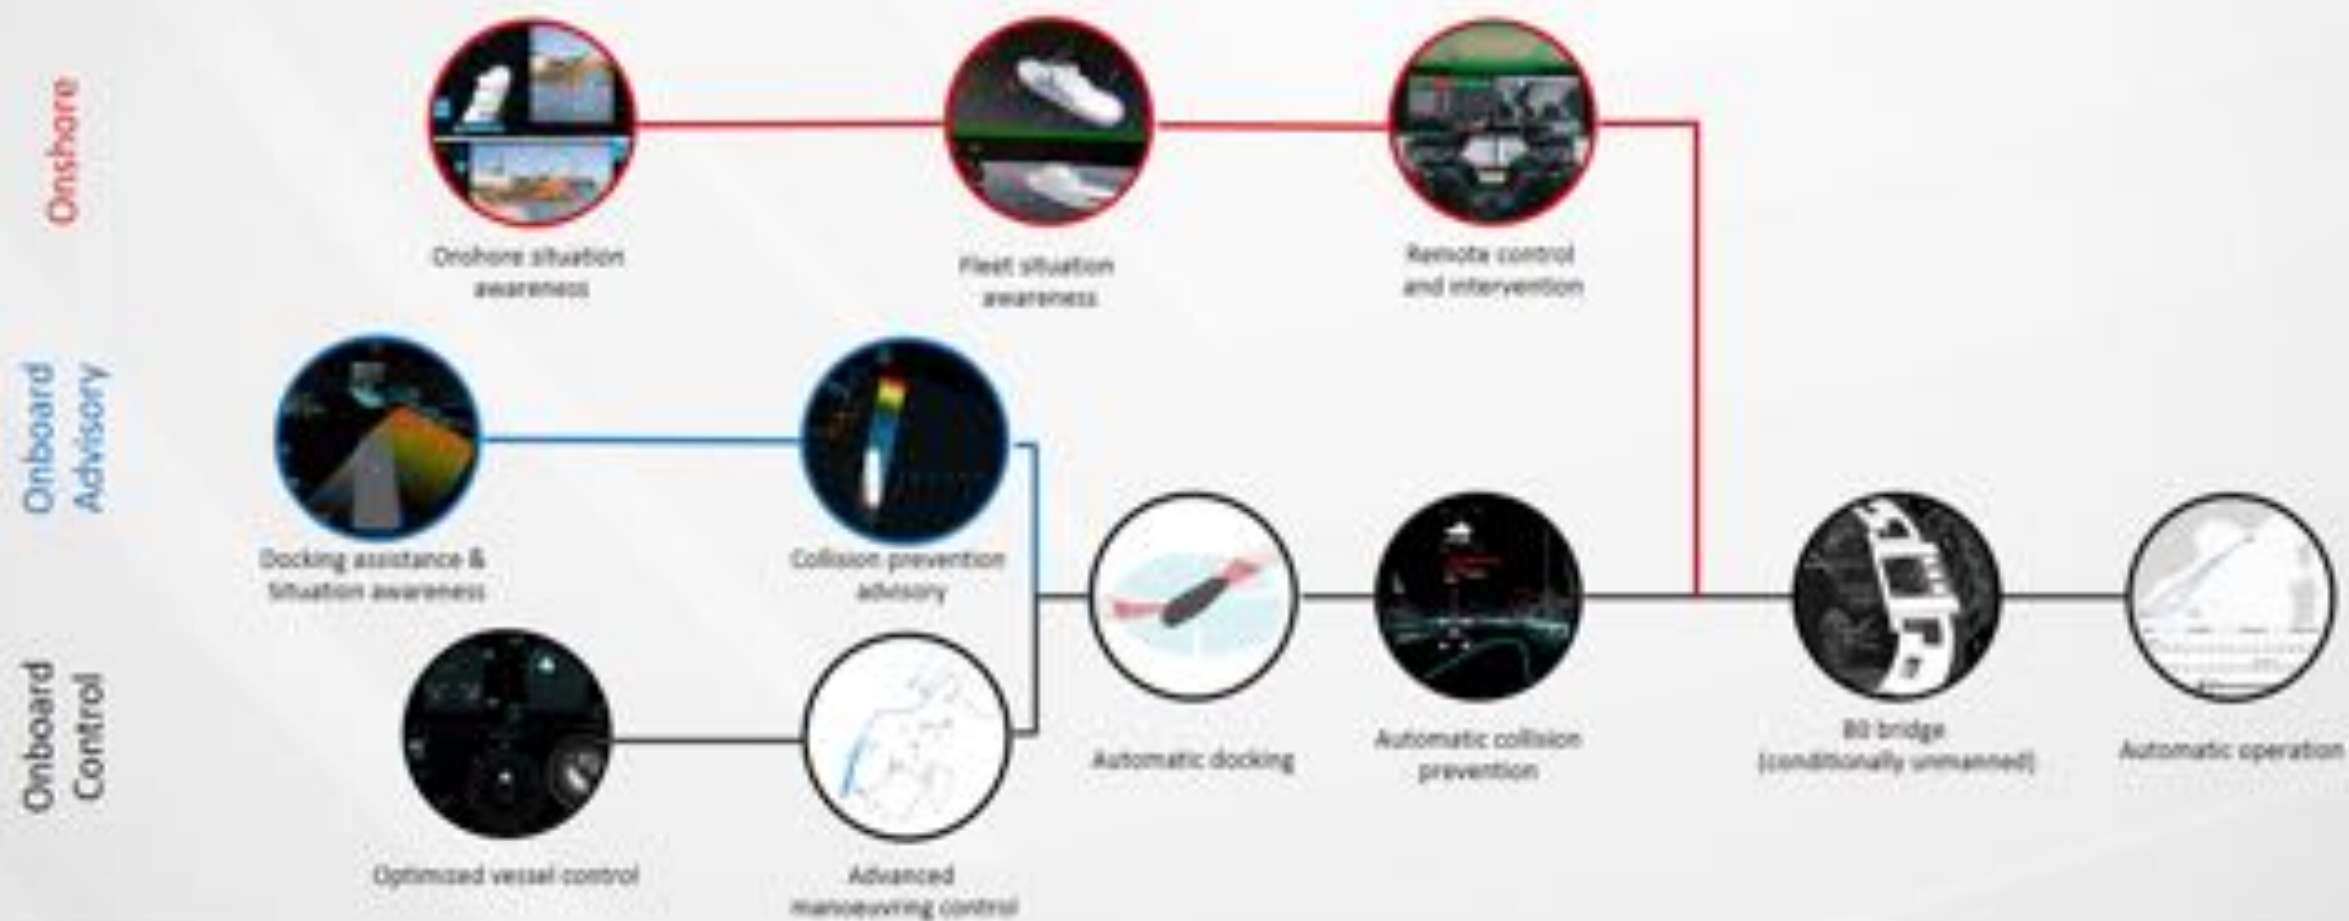 Onshore
Onshore situation
awareness
Fleet situation
awareness
Remote control
and intervention
Onboard
Advisory
Docking assistance &
Situation awareness
Collision prevention
advisory
Onboard
Control
Optimized vessel control
Advanced
manoeuvring control
Automatic docking
Automatic collision
prevention
B0 bridge
(conditionally unmanned)
Automatic operation